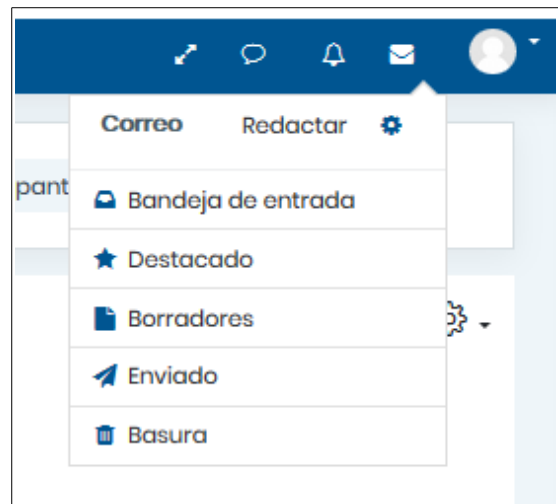 Correo Redactar
pant
Bandeja de entrada
Destacado
Borradores
Enviado
Basura